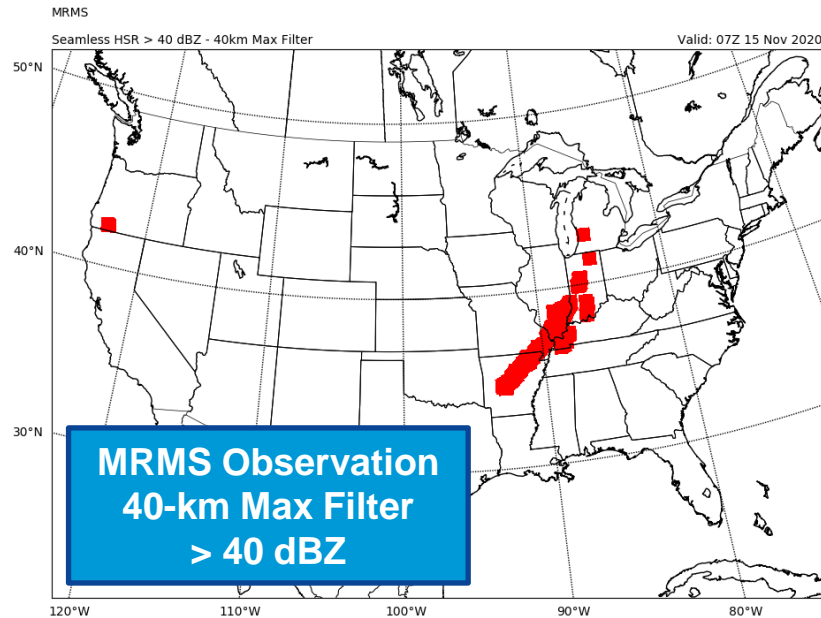 MRMS
Seamless HSR > 40 dBZ - 40km Max Filter
Valid: 07Z 15 Nov 2020
50°N
40°N
30°N
MRMS Observation
40-km Max Filter
> 40 dBZ
120°W
110°W
100°W
90°W
80°W